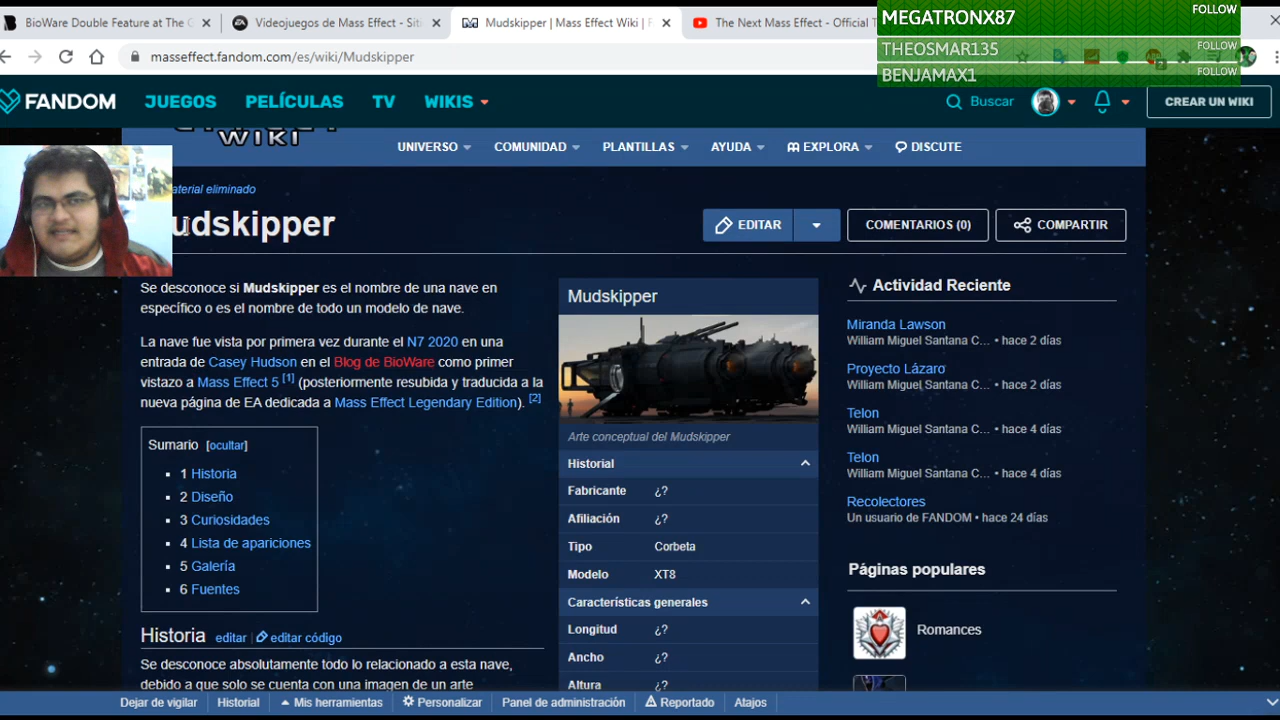 BioWare Double Feature at The G
Videojuegos de Mass Effect - Siti
Mudskipper | Mass Effect Wiki | F
The Next Mass Effect - Official T
MEGATRONX87 FOLLOW
THEOSMAR135 FOLLOW
BENJAMAX1 FOLLOW
masseffect.fandom.com/es/wiki/Mudskipper
FANDOM JUEGOS PELÍCULAS TV WIKIS Buscar CREAR UN WIKI
WIKI
UNIVERSO COMUNIDAD PLANTILLAS AYUDA EXPLORA DISCUTE
aterial eliminado
udskipper
EDITAR COMENTARIOS (0) COMPARTIR
Se desconoce si Mudskipper es el nombre de una nave en
específico o es el nombre de todo un modelo de nave.
La nave fue vista por primera vez durante el N7 2020 en una
entrada de Casey Hudson en el Blog de BioWare como primer
vistazo a Mass Effect 5 [1] (posteriormente resubida y traducida a la
nueva página de EA dedicada a Mass Effect Legendary Edition). [2]
Sumario [ocultar]
1 Historia
2 Diseño
3 Curiosidades
4 Lista de apariciones
5 Galería
6 Fuentes
Historia editar editar código
Se desconoce absolutamente todo lo relacionado a esta nave,
debido a que solo se cuenta con una imagen de un arte
Mudskipper
Arte conceptual del Mudskipper
Historial
Fabricante ¿?
Afiliación ¿?
Tipo Corbeta
Modelo XT8
Características generales
Longitud ¿?
Ancho ¿?
Altura ¿?
Actividad Reciente
Miranda Lawson
William Miguel Santana C... • hace 2 días
Proyecto Lázaro
William Miguel Santana C... • hace 2 días
Telon
William Miguel Santana C... • hace 4 días
Telon
William Miguel Santana C... • hace 4 días
Recolectores
Un usuario de FANDOM • hace 24 días
Páginas populares
Romances
Dejar de vigilar Historial Mis herramientas Personalizar Panel de administración Reportado Atajos